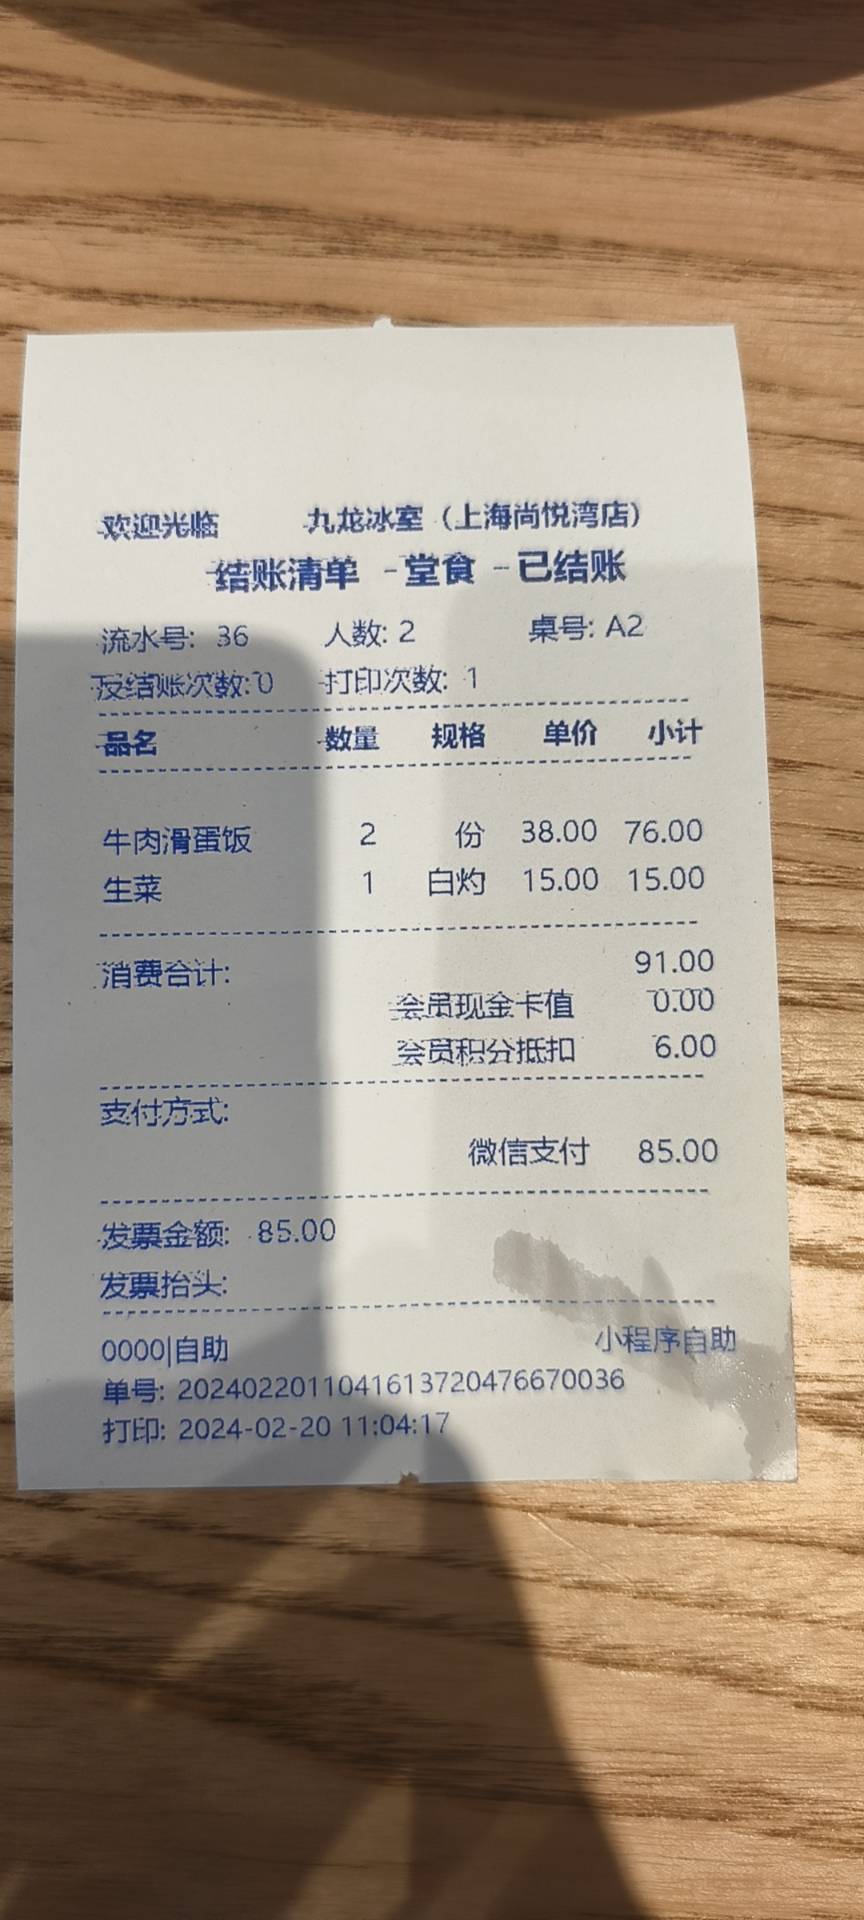 欢迎光临 九龙冰室（上海尚悦湾店）
结账清单 -堂食 -已结账
流水号: 36 人数: 2 桌号: A2
反结账次数:0 打印次数: 1
品名 数量 规格 单价 小计
牛肉滑蛋饭 2 份 38.00 76.00
生菜 1 白灼 15.00 15.00
消费合计: 91.00
会员现金卡值 0.00
会员积分抵扣 6.00
支付方式:
微信支付 85.00
发票金额: 85.00
发票抬头:
0000|自助 小程序自助
单号: 2024022011041613720476670036
打印: 2024-02-20 11:04:17